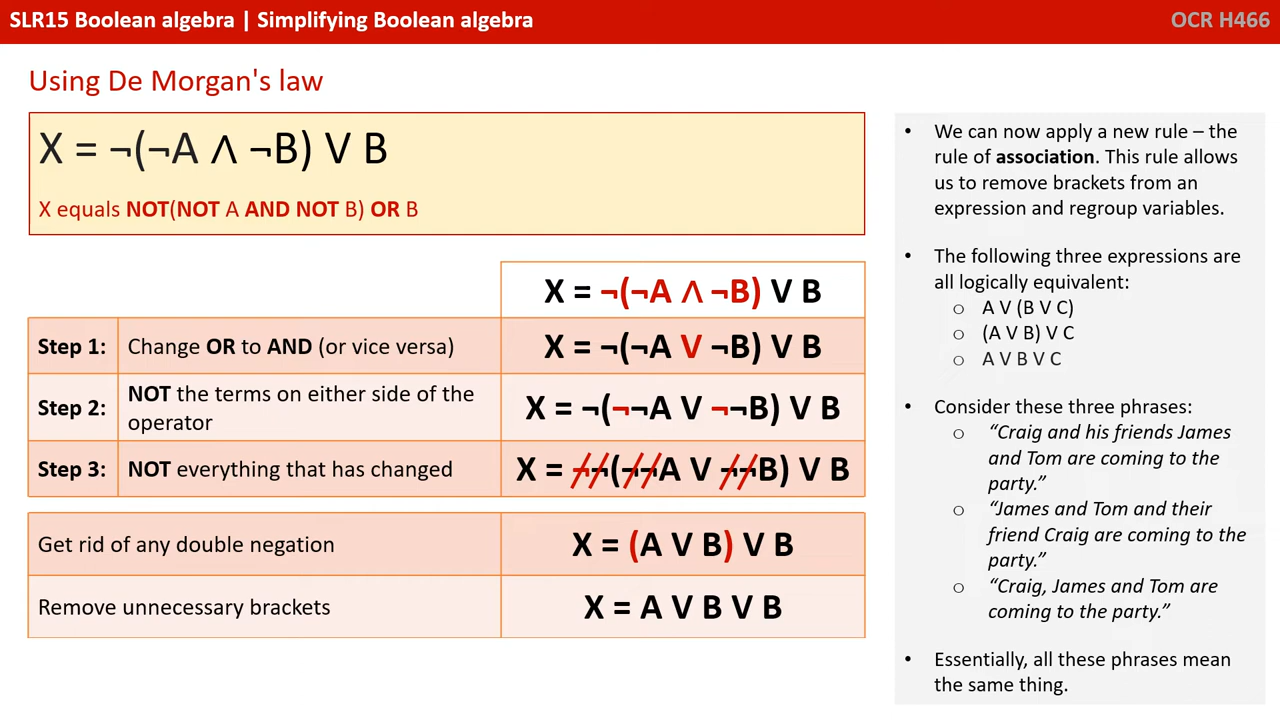 SLR15 Boolean algebra | Simplifying Boolean algebra
OCR H466
Using De Morgan's law
X = ¬(¬A ∧ ¬B) V B
X equals NOT(NOT A AND NOT B) OR B
X = ¬(¬A ∧ ¬B) V B
Step 1: Change OR to AND (or vice versa) X = ¬(¬A V ¬B) V B
Step 2: NOT the terms on either side of the
operator
X = ¬(¬¬A V ¬¬B) V B
Step 3: NOT everything that has changed X = ¬¬(¬¬A V ¬¬B) V B
Get rid of any double negation X = (A V B) V B
Remove unnecessary brackets X = A V B V B
• We can now apply a new rule – the
rule of association. This rule allows
us to remove brackets from an
expression and regroup variables.
• The following three expressions are
all logically equivalent:
o A V (B V C)
o (A V B) V C
o A V B V C
• Consider these three phrases:
o “Craig and his friends James
and Tom are coming to the
party.”
o “James and Tom and their
friend Craig are coming to the
party.”
o “Craig, James and Tom are
coming to the party.”
• Essentially, all these phrases mean
the same thing.